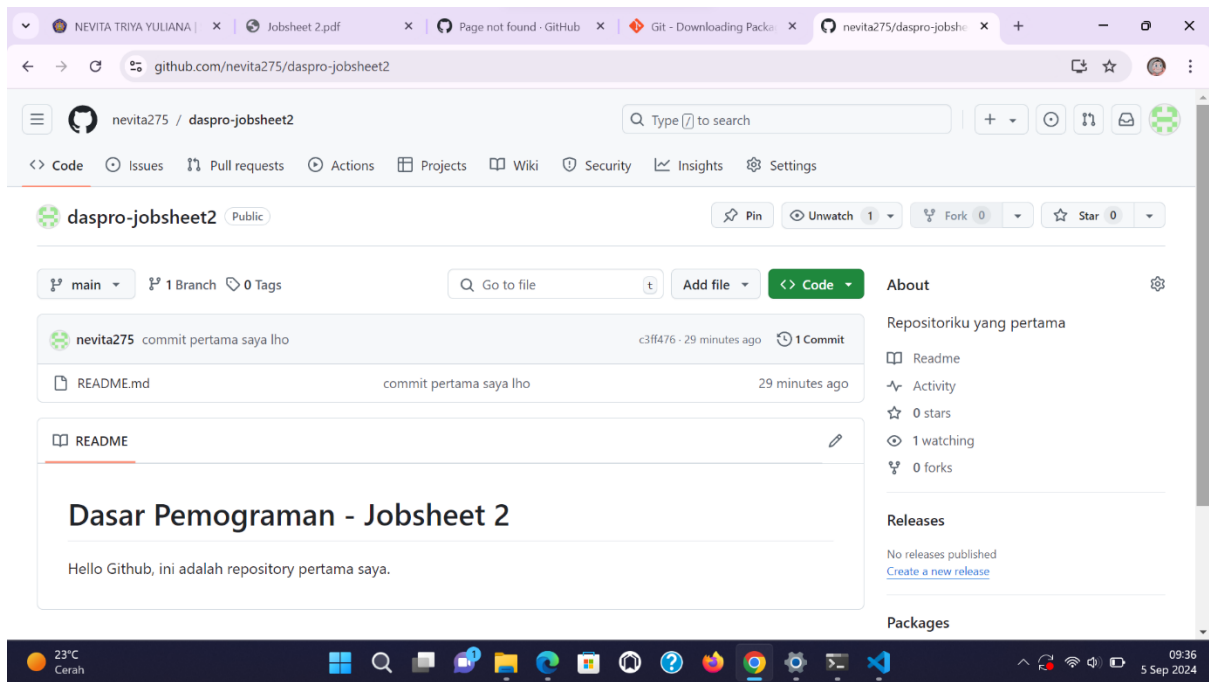 NEVITA TRIYA YULIANA |
Jobsheet 2.pdf
Page not found · GitHub
Git - Downloading Packa
nevita275/daspro-jobshe
github.com/nevita275/daspro-jobsheet2
nevita275 / daspro-jobsheet2
Type / to search
<> Code
Issues
Pull requests
Actions
Projects
Wiki
Security
Insights
Settings
daspro-jobsheet2 Public
Pin
Unwatch 1
Fork 0
Star 0
main
1 Branch
0 Tags
Go to file t
Add file
<> Code
nevita275 commit pertama saya lho
c3ff476 · 29 minutes ago
1 Commit
README.md
commit pertama saya lho
29 minutes ago
README
Dasar Pemograman - Jobsheet 2
Hello Github, ini adalah repository pertama saya.
About
Repositoriku yang pertama
Readme
Activity
0 stars
1 watching
0 forks
Releases
No releases published
Create a new release
Packages
23°C
Cerah
1
09:36
5 Sep 2024